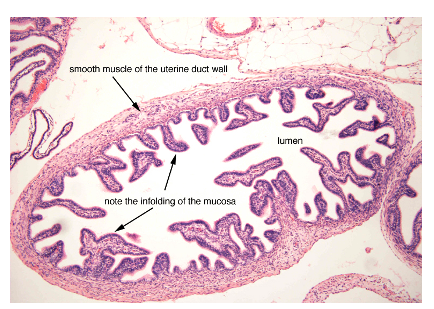 smooth muscle of the uterine duct wall
lumen
note the infolding of the mucosa